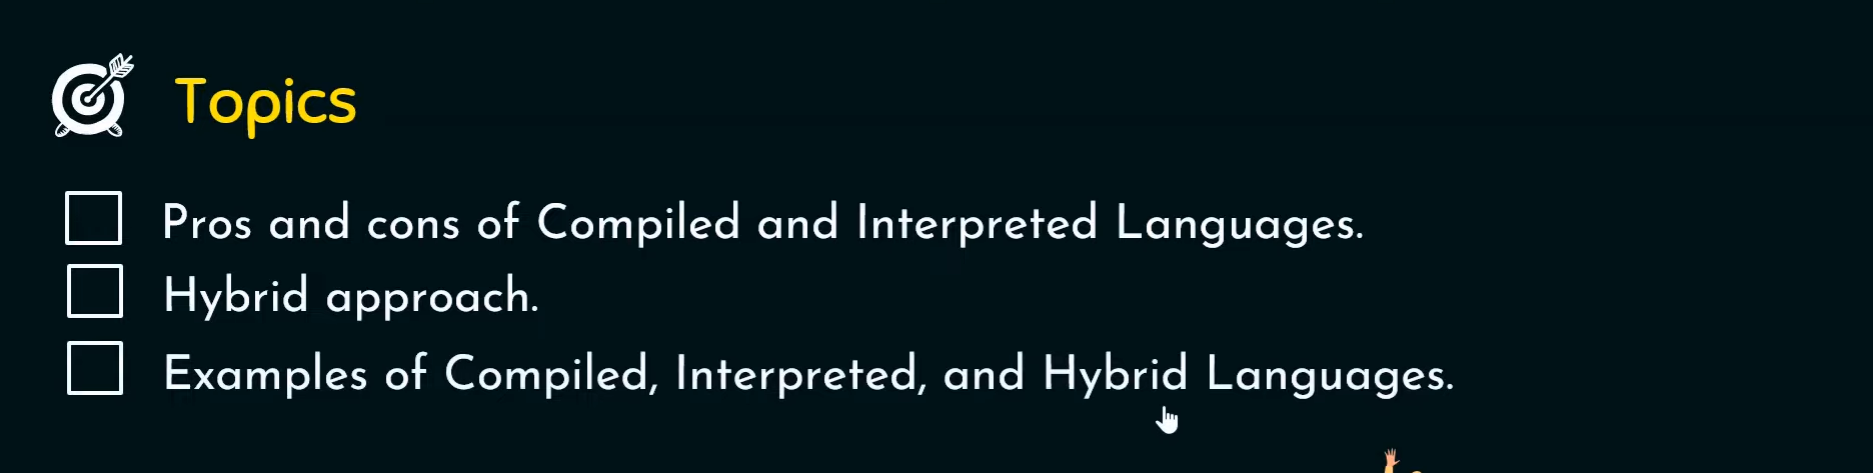 Topics
Pros and cons of Compiled and Interpreted Languages.
Hybrid approach.
Examples of Compiled, Interpreted, and Hybrid Languages.